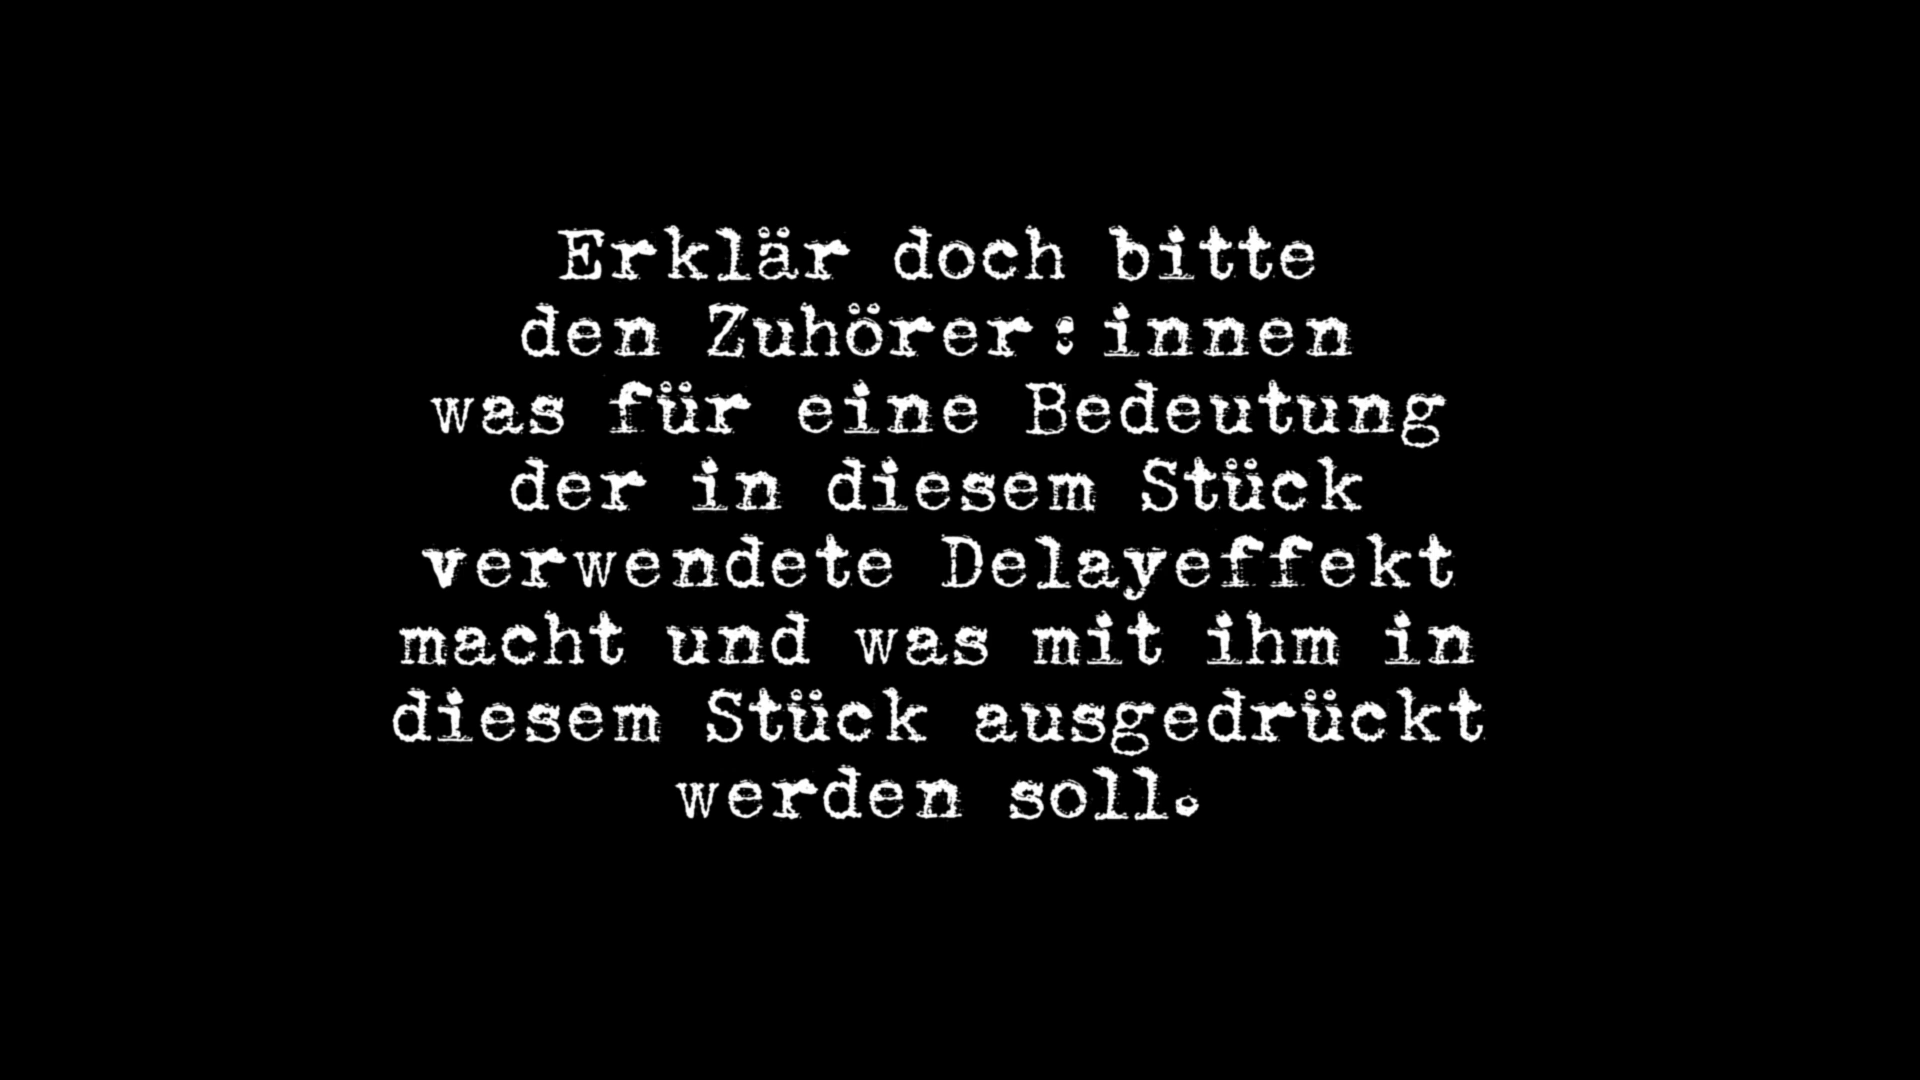 Erklär doch bitte
den Zuhörer:innen
was für eine Bedeutung
der in diesem Stück
verwendete Delayeffekt
macht und was mit ihm in
diesem Stück ausgedrückt
werden soll.